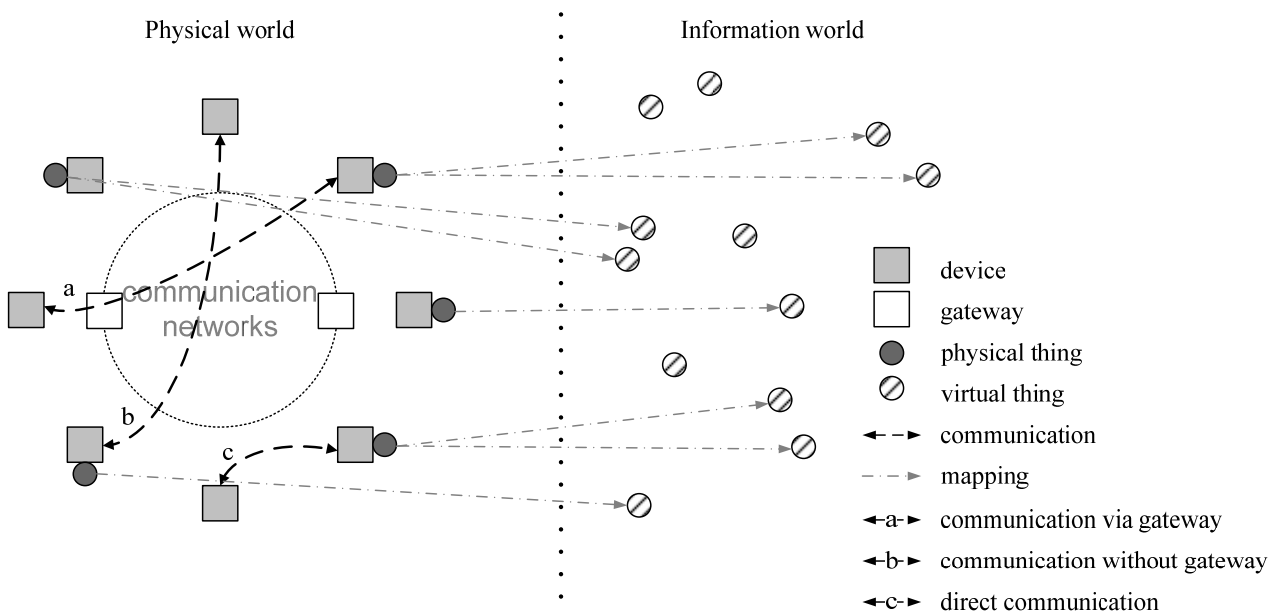 Physical world
Information world
a
communication
networks
b
c
device
gateway
physical thing
virtual thing
communication
mapping
a communication via gateway
b communication without gateway
c direct communication